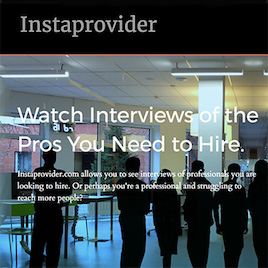 Instaprovider
Watch Interviews of the
Pros You Need to Hire.
Instaprovider.com allows you to see interviews of professionals you are
looking to hire. Or perhaps you're a professional and struggling to
reach more people?